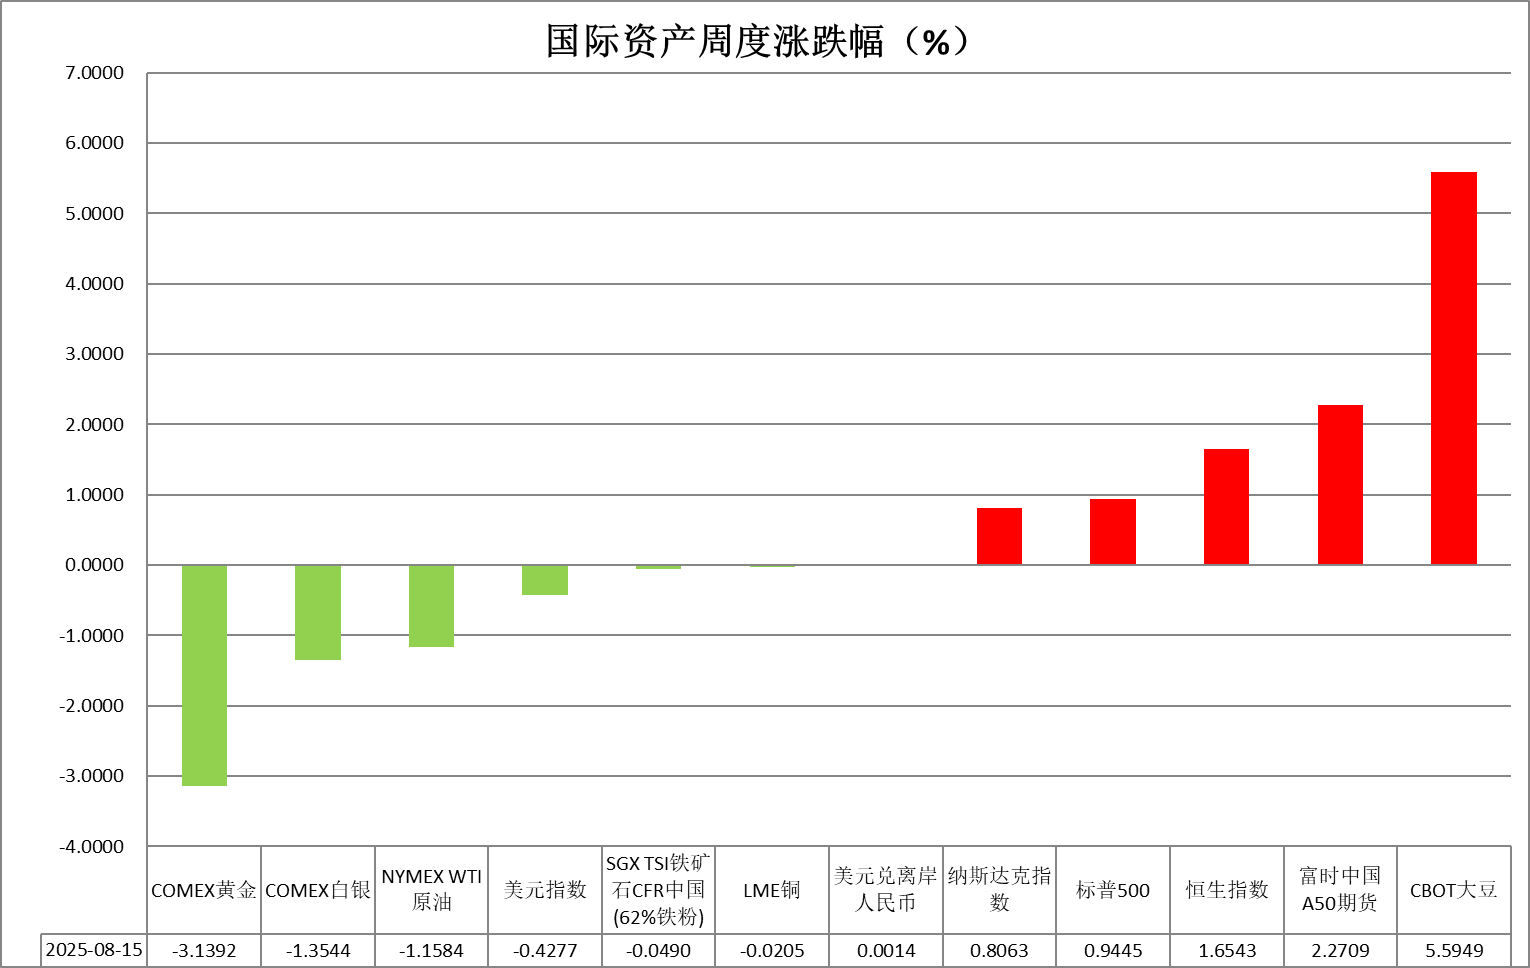 国际资产周度涨跌幅（%）
7.0000
6.0000
5.0000
4.0000
3.0000
2.0000
1.0000
0.0000
-1.0000
-2.0000
-3.0000
-4.0000
COMEX黄金
COMEX白银
NYMEX WTI
原油
美元指数
SGX TSI铁矿
石CFR中国
(62%铁粉)
LME铜
美元兑离岸
人民币
纳斯达克指
数
标普500
恒生指数
富时中国
A50期货
CBOT大豆
2025-08-15 -3.1392 -1.3544 -1.1584 -0.4277 -0.0490 -0.0205 0.0014 0.8063 0.9445 1.6543 2.2709 5.5949